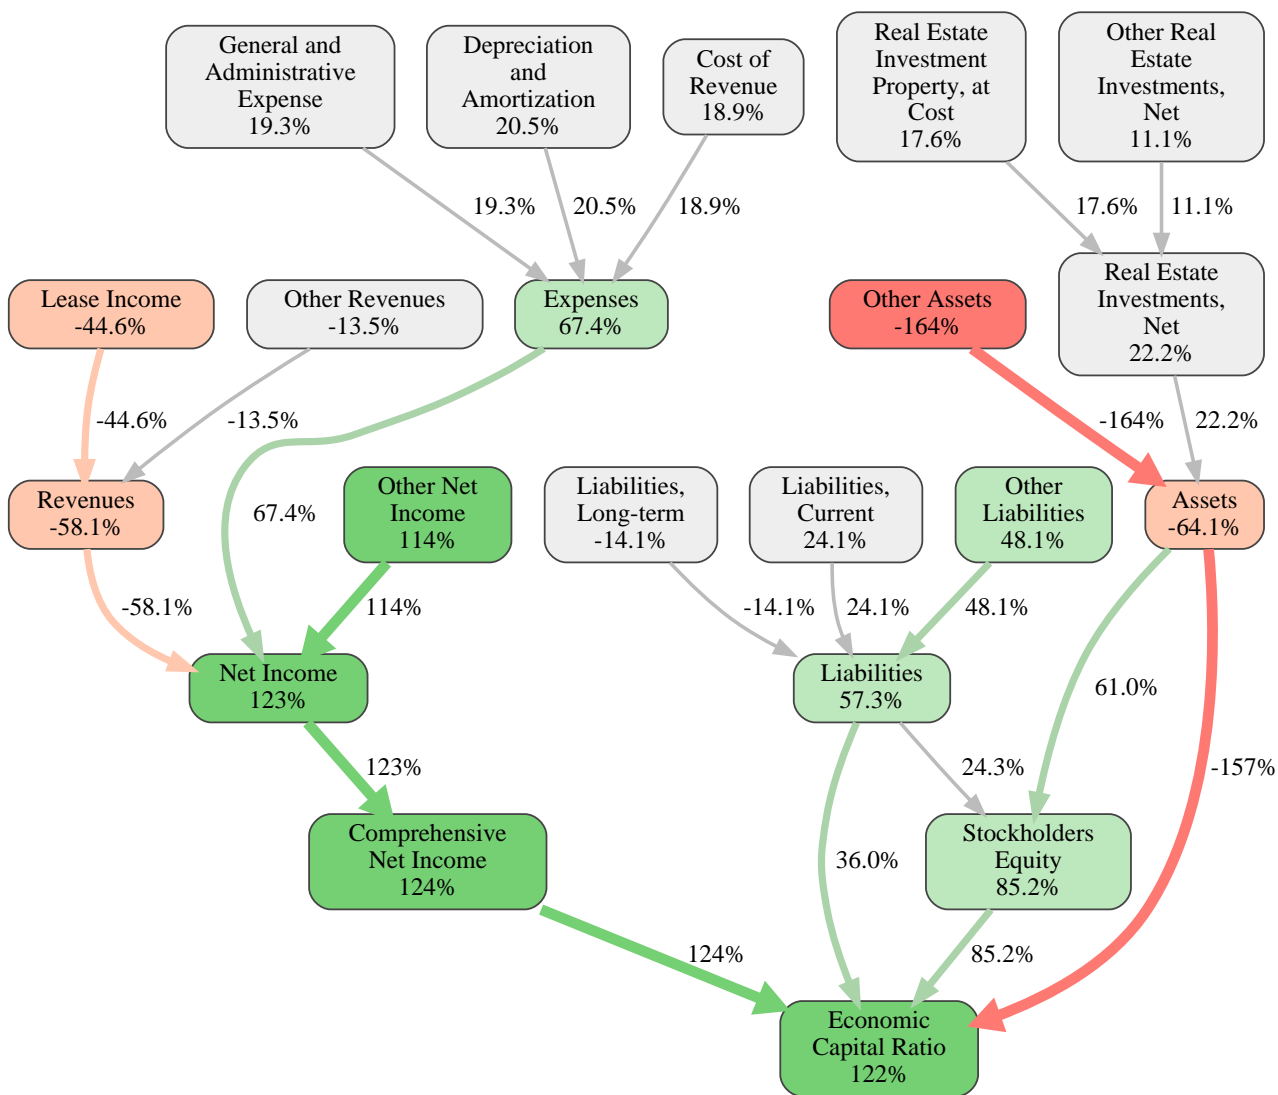 General and
Administrative
Expense
19.3%
Depreciation
and
Amortization
20.5%
Cost of
Revenue
18.9%
Real Estate
Investment
Property, at
Cost
17.6%
Other Real
Estate
Investments,
Net
11.1%
19.3%
20.5%
18.9%
17.6%
11.1%
Lease Income
-44.6%
Other Revenues
-13.5%
Expenses
67.4%
Other Assets
-164%
Real Estate
Investments,
Net
22.2%
-44.6%
-13.5%
-164%
22.2%
Revenues
-58.1%
67.4%
Other Net
Income
114%
Liabilities,
Long-term
-14.1%
Liabilities,
Current
24.1%
Other
Liabilities
48.1%
Assets
-64.1%
-58.1%
114%
-14.1%
24.1%
48.1%
Net Income
123%
Liabilities
57.3%
61.0%
123%
24.3%
-157%
Comprehensive
Net Income
124%
36.0%
Stockholders
Equity
85.2%
124%
85.2%
Economic
Capital Ratio
122%